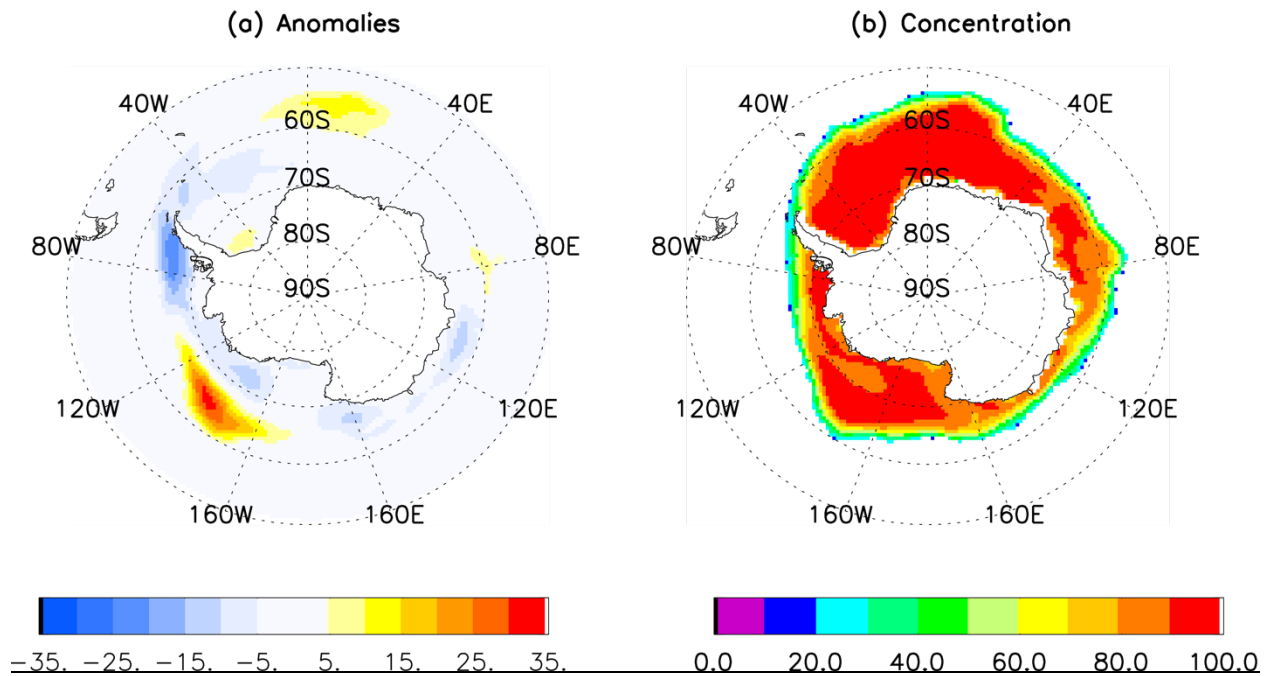 (a) Anomalies
(b) Concentration
40W
40E
60S
70S
80W
80S
80E
90S
120W
120E
160W
160E
40W
40E
60S
70S
80W
80S
80E
90S
120W
120E
160W
160E
-35. -25. -15. -5. 5. 15. 25. 35.
0.0 20.0 40.0 60.0 80.0 100.0